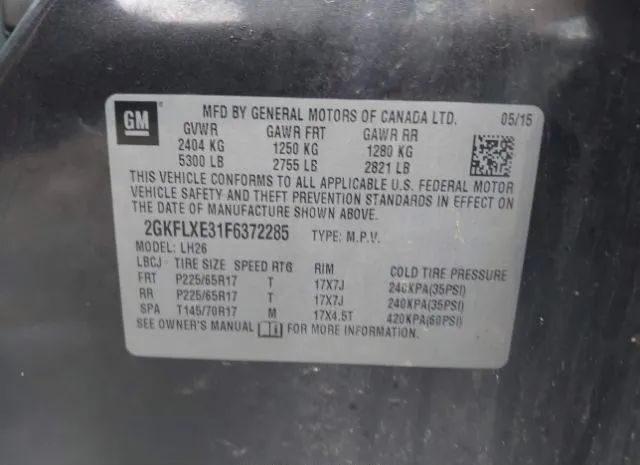 GM
MFD BY GENERAL MOTORS OF CANADA LTD. 05/15
GVWR GAWR FRT GAWR RR
2404 KG 1250 KG 1280 KG
5300 LB 2755 LB 2821 LB
THIS VEHICLE CONFORMS TO ALL APPLICABLE U.S. FEDERAL MOTOR
VEHICLE SAFETY AND THEFT PREVENTION STANDARDS IN EFFECT ON
THE DATE OF MANUFACTURE SHOWN ABOVE.
2GKFLXE31F6372285 TYPE: M.P.V.
MODEL: LH26
LBCJ TIRE SIZE SPEED RTG RIM COLD TIRE PRESSURE
FRT P225/65R17 T 17X7J 240KPA(35PSI)
RR P225/65R17 T 17X7J 240KPA(35PSI)
SPA T145/70R17 M 17X4.5T 420KPA(60PSI)
SEE OWNER'S MANUAL FOR MORE INFORMATION.